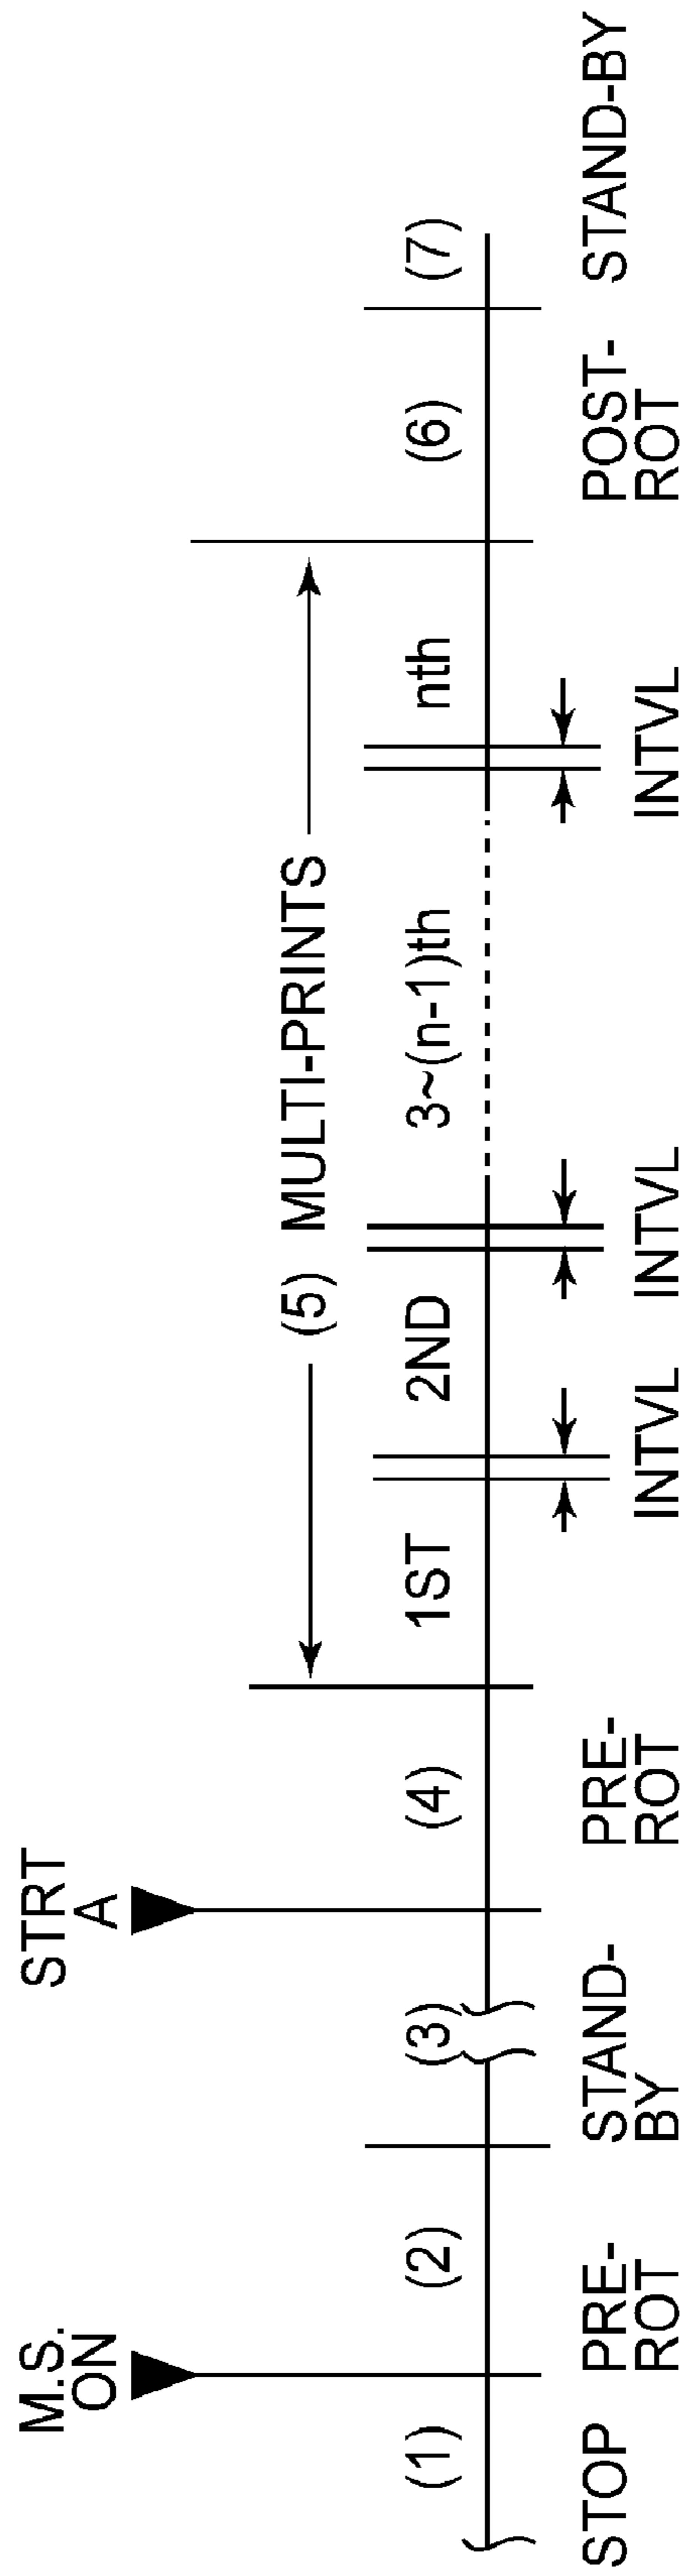 M.S.
ON
STRT
A
(5) MULTI-PRINTS
(1)
(2)
(3)
(4)
1ST
2ND
3~(n-1)th
nth
(6)
(7)
STOP
PRE-
ROT
STAND-
BY
PRE-
ROT
INTVL
INTVL
INTVL
POST-
ROT
STAND-BY